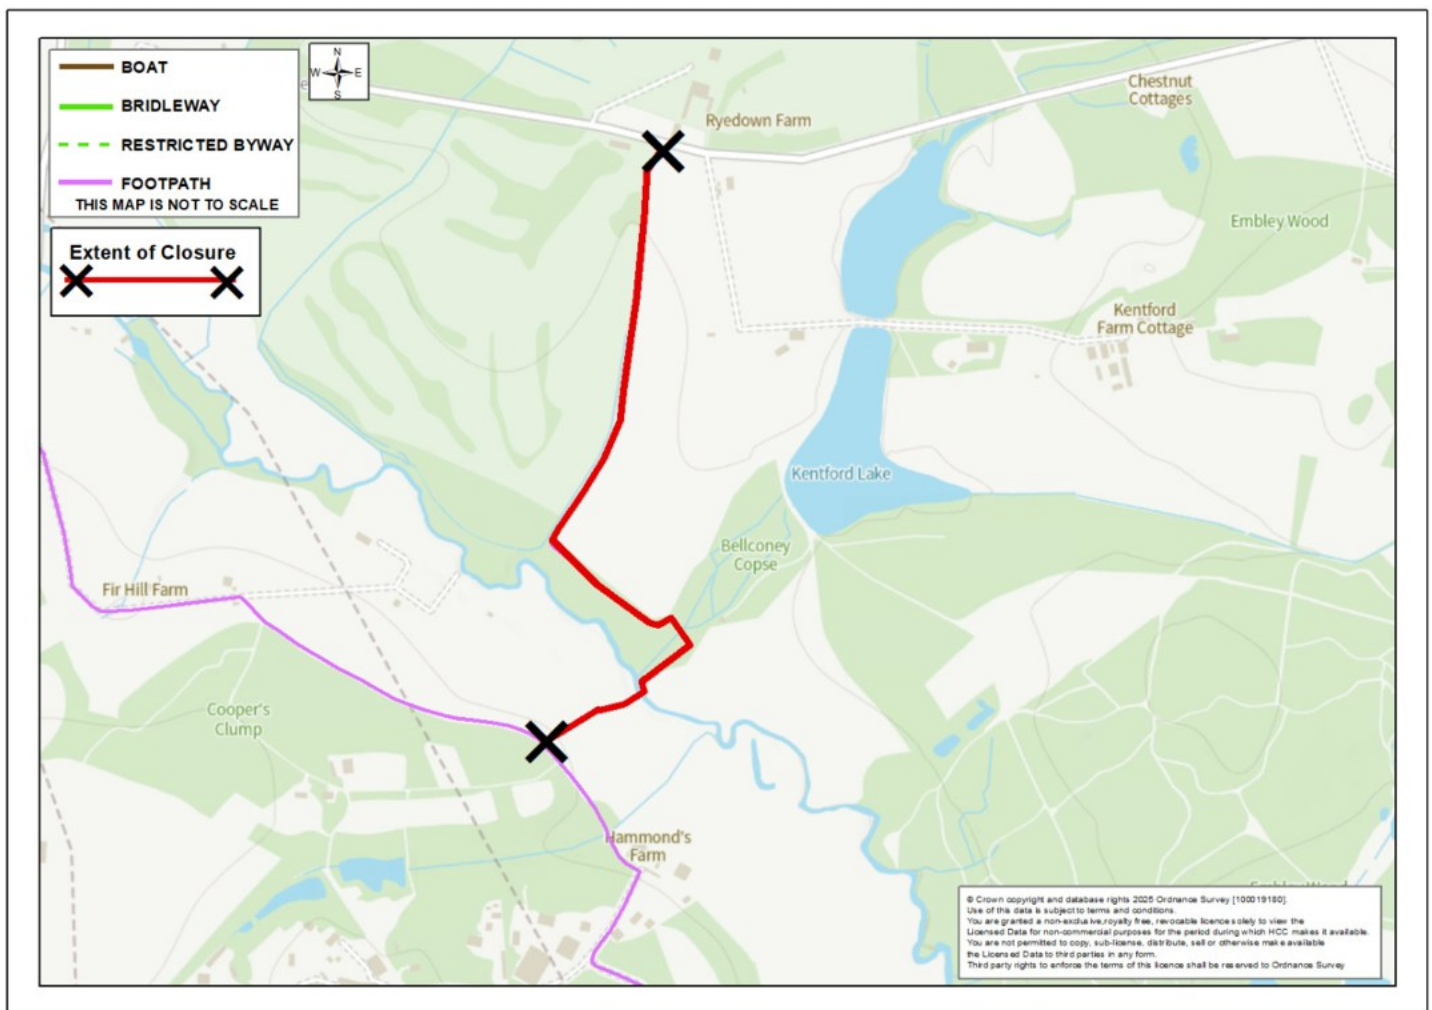 BOAT
BRIDLEWAY
RESTRICTED BYWAY
FOOTPATH
THIS MAP IS NOT TO SCALE
N
W E
S
Extent of Closure
Ryedown Farm
Chestnut
Cottages
Embley Wood
Kentford
Farm Cottage
Kentford Lake
Bellconey
Copse
Fir Hill Farm
Cooper's
Clump
Hammond's
Farm
© Crown copyright and database rights 2025 Ordnance Survey [100019180].
Use of this data is subject to terms and conditions.
You are granted a non-exclusive, royalty free, revocable licence solely to view the
Licensed Data for non-commercial purposes for the period during which HCC makes it available.
You are not permitted to copy, sub-license, distribute, sell or otherwise make available
the Licensed Data to third parties in any form.
Third party rights to enforce the terms of this licence shall be reserved to Ordnance Survey